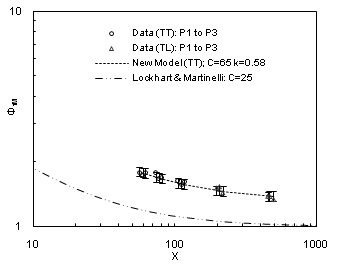 10
Data (TT): P1 to P3
Data (TL): P1 to P3
New Model (TT); C=65 k=0.58
Lockhart & Martinelli: C=25
1
10
100
1000
X